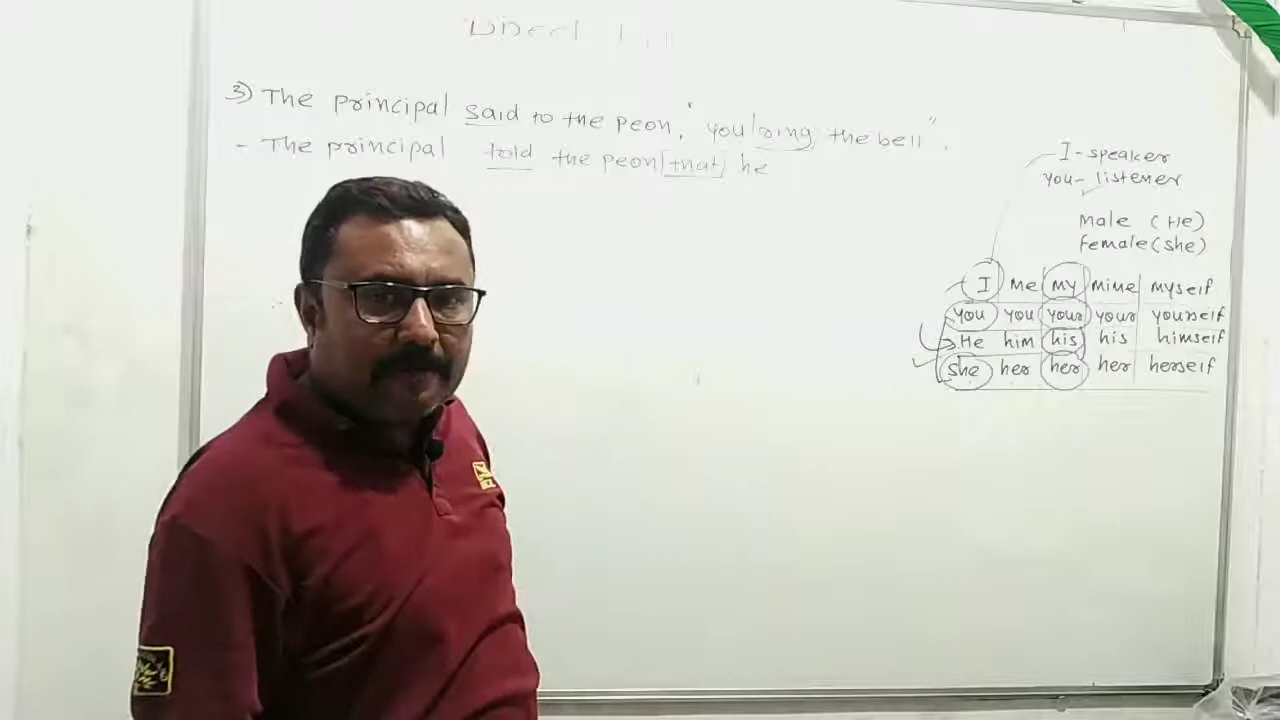 Direct
3) The principal said to the peon, "you ring the bell".
- The principal told the peon that he
I - speaker
you - listener
Male (He)
Female (she)
I me my mine myself
you you your your yourself
He him his his himself
she her her her herself